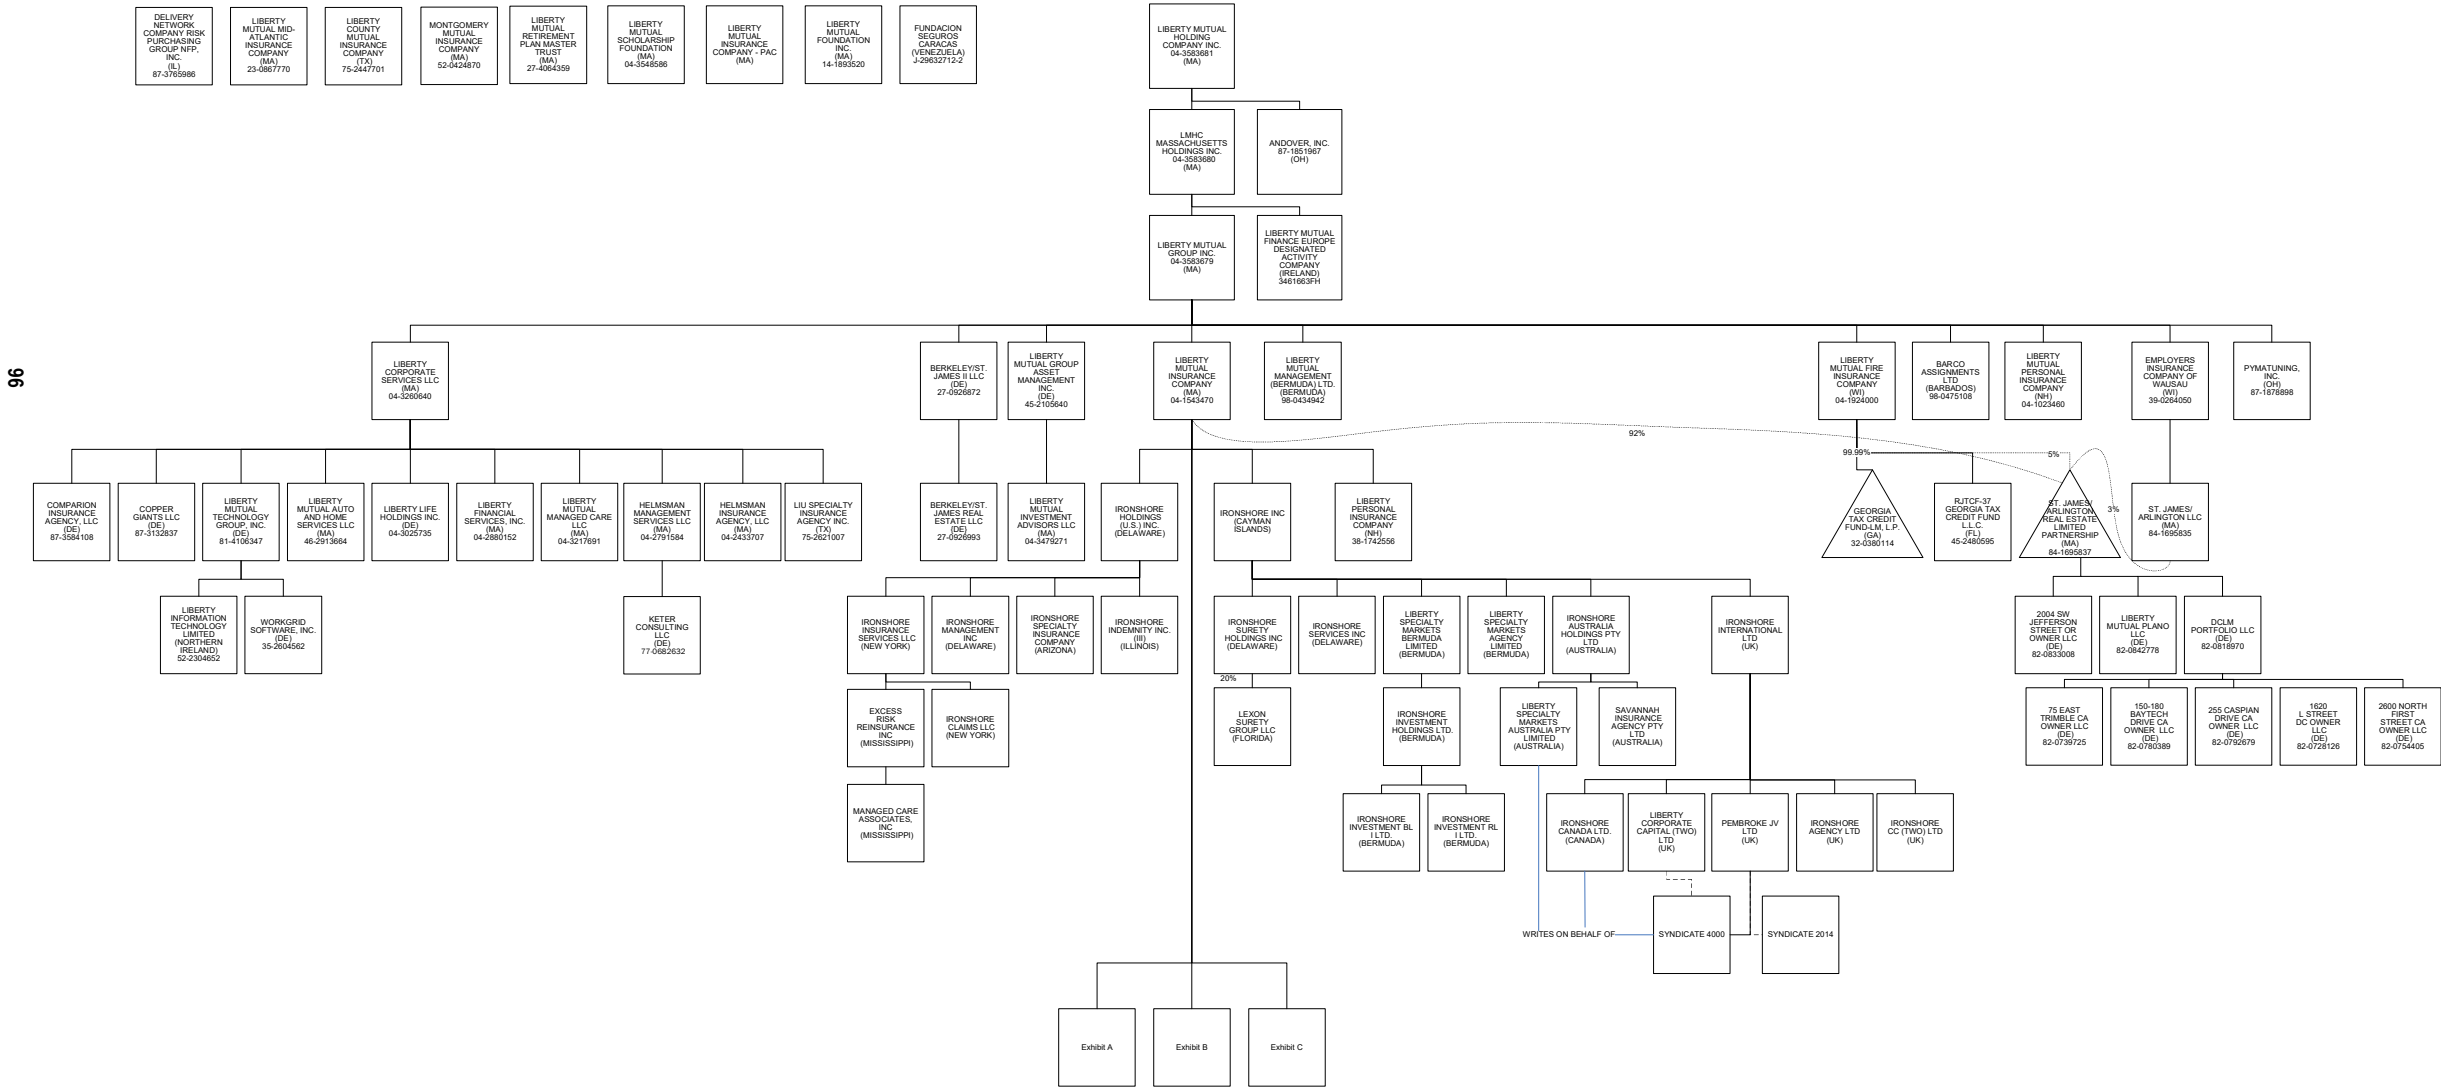 DELIVERY
NETWORK
COMPANY RISK
PURCHASING
GROUP NFP,
INC.
(IL)
87-3765986
LIBERTY
MUTUAL MID-
ATLANTIC
INSURANCE
COMPANY
(MA)
23-0867770
LIBERTY
COUNTY
MUTUAL
INSURANCE
COMPANY
(TX)
75-2447701
MONTGOMERY
MUTUAL
INSURANCE
COMPANY
(MA)
52-0424870
LIBERTY
MUTUAL
RETIREMENT
PLAN MASTER
TRUST
(MA)
27-4064359
LIBERTY
MUTUAL
SCHOLARSHIP
FOUNDATION
(MA)
04-3548586
LIBERTY
MUTUAL
INSURANCE
COMPANY - PAC
(MA)
LIBERTY
MUTUAL
FOUNDATION
INC.
(MA)
14-1893520
FUNDACION
SEGUROS
CARACAS
(VENEZUELA)
J-29632712-2
LIBERTY MUTUAL
HOLDING
COMPANY INC.
04-3583681
(MA)
LMHC
MASSACHUSETTS
HOLDINGS INC.
04-3583680
(MA)
ANDOVER, INC.
87-1851967
(OH)
LIBERTY MUTUAL
GROUP INC.
04-3583679
(MA)
LIBERTY MUTUAL
FINANCE EUROPE
DESIGNATED
ACTIVITY
COMPANY
(IRELAND)
3461663FH
96
LIBERTY
CORPORATE
SERVICES LLC
(MA)
04-3260640
BERKELEY/ST.
JAMES II LLC
(DE)
27-0926872
LIBERTY
MUTUAL GROUP
ASSET
MANAGEMENT
INC.
(DE)
45-2105640
LIBERTY
MUTUAL
INSURANCE
COMPANY
(MA)
04-1543470
LIBERTY
MUTUAL
MANAGEMENT
(BERMUDA) LTD.
(BERMUDA)
98-0434942
LIBERTY
MUTUAL FIRE
INSURANCE
COMPANY
(WI)
04-1924000
BARCO
ASSIGNMENTS
LTD
(BARBADOS)
98-0475108
LIBERTY
MUTUAL
PERSONAL
INSURANCE
COMPANY
(NH)
04-1023460
EMPLOYERS
INSURANCE
COMPANY OF
WAUSAU
(WI)
39-0264050
PYMATUNING,
INC.
(OH)
87-1878898
92%
99.99%
5%
3%
COMPARION
INSURANCE
AGENCY, LLC
(DE)
87-3584108
COPPER
GIANTS LLC
(DE)
87-3132837
LIBERTY
MUTUAL
TECHNOLOGY
GROUP, INC.
(DE)
81-4106347
LIBERTY
MUTUAL AUTO
AND HOME
SERVICES LLC
(MA)
46-2913664
LIBERTY LIFE
HOLDINGS INC.
(DE)
04-3025735
LIBERTY
FINANCIAL
SERVICES, INC.
(MA)
04-2880152
LIBERTY
MUTUAL
MANAGED CARE
LLC
(MA)
04-3217691
HELMSMAN
MANAGEMENT
SERVICES LLC
(MA)
04-2791584
HELMSMAN
INSURANCE
AGENCY, LLC
(MA)
04-2433707
LIU SPECIALTY
INSURANCE
AGENCY INC.
(TX)
75-2621007
BERKELEY/ST.
JAMES REAL
ESTATE LLC
(DE)
27-0926993
LIBERTY
MUTUAL
INVESTMENT
ADVISORS LLC
(MA)
04-3479271
IRONSHORE
HOLDINGS
(U.S.) INC.
(DELAWARE)
IRONSHORE INC
(CAYMAN
ISLANDS)
LIBERTY
PERSONAL
INSURANCE
COMPANY
(NH)
38-1742556
GEORGIA
TAX CREDIT
FUND-LM, L.P.
(GA)
32-0380114
RJTCF-37
GEORGIA TAX
CREDIT FUND
L.L.C.
(FL)
45-2480595
ST. JAMES/
ARLINGTON
REAL ESTATE
LIMITED
PARTNERSHIP
(MA)
84-1695837
ST. JAMES/
ARLINGTON LLC
(MA)
84-1695835
LIBERTY
INFORMATION
TECHNOLOGY
LIMITED
(NORTHERN
IRELAND)
52-2304652
WORKGRID
SOFTWARE, INC.
(DE)
35-2604562
KETER
CONSULTING
LLC
(DE)
77-0682632
IRONSHORE
INSURANCE
SERVICES LLC
(NEW YORK)
IRONSHORE
MANAGEMENT
INC
(DELAWARE)
IRONSHORE
SPECIALTY
INSURANCE
COMPANY
(ARIZONA)
IRONSHORE
INDEMNITY INC.
(III)
(ILLINOIS)
IRONSHORE
SURETY
HOLDINGS INC
(DELAWARE)
IRONSHORE
SERVICES INC
(DELAWARE)
LIBERTY
SPECIALTY
MARKETS
BERMUDA
LIMITED
(BERMUDA)
LIBERTY
SPECIALTY
MARKETS
AGENCY
LIMITED
(BERMUDA)
IRONSHORE
AUSTRALIA
HOLDINGS PTY
LTD
(AUSTRALIA)
IRONSHORE
INTERNATIONAL
LTD
(UK)
2004 SW
JEFFERSON
STREET OR
OWNER LLC
(DE)
82-0833008
LIBERTY
MUTUAL PLANO
LLC
(DE)
82-0842778
DCLM
PORTFOLIO LLC
(DE)
82-0818970
20%
EXCESS
RISK
REINSURANCE
INC
(MISSISSIPPI)
IRONSHORE
CLAIMS LLC
(NEW YORK)
LEXON
SURETY
GROUP LLC
(FLORIDA)
IRONSHORE
INVESTMENT
HOLDINGS LTD.
(BERMUDA)
LIBERTY
SPECIALTY
MARKETS
AUSTRALIA PTY
LIMITED
(AUSTRALIA)
SAVANNAH
INSURANCE
AGENCY PTY
LTD
(AUSTRALIA)
75 EAST
TRIMBLE CA
OWNER LLC
(DE)
82-0739725
150-180
BAYTECH
DRIVE CA
OWNER LLC
(DE)
82-0780389
255 CASPIAN
DRIVE CA
OWNER LLC
(DE)
82-0792679
1620
L STREET
DC OWNER
LLC
(DE)
82-0728126
2600 NORTH
FIRST
STREET CA
OWNER LLC
(DE)
82-0754405
MANAGED CARE
ASSOCIATES,
INC
(MISSISSIPPI)
IRONSHORE
INVESTMENT BL
I LTD.
(BERMUDA)
IRONSHORE
INVESTMENT RL
I LTD.
(BERMUDA)
IRONSHORE
CANADA LTD.
(CANADA)
LIBERTY
CORPORATE
CAPITAL (TWO)
LTD
(UK)
PEMBROKE JV
LTD
(UK)
IRONSHORE
AGENCY LTD
(UK)
IRONSHORE
CC (TWO) LTD
(UK)
WRITES ON BEHALF OF
SYNDICATE 4000
SYNDICATE 2014
Exhibit A
Exhibit B
Exhibit C